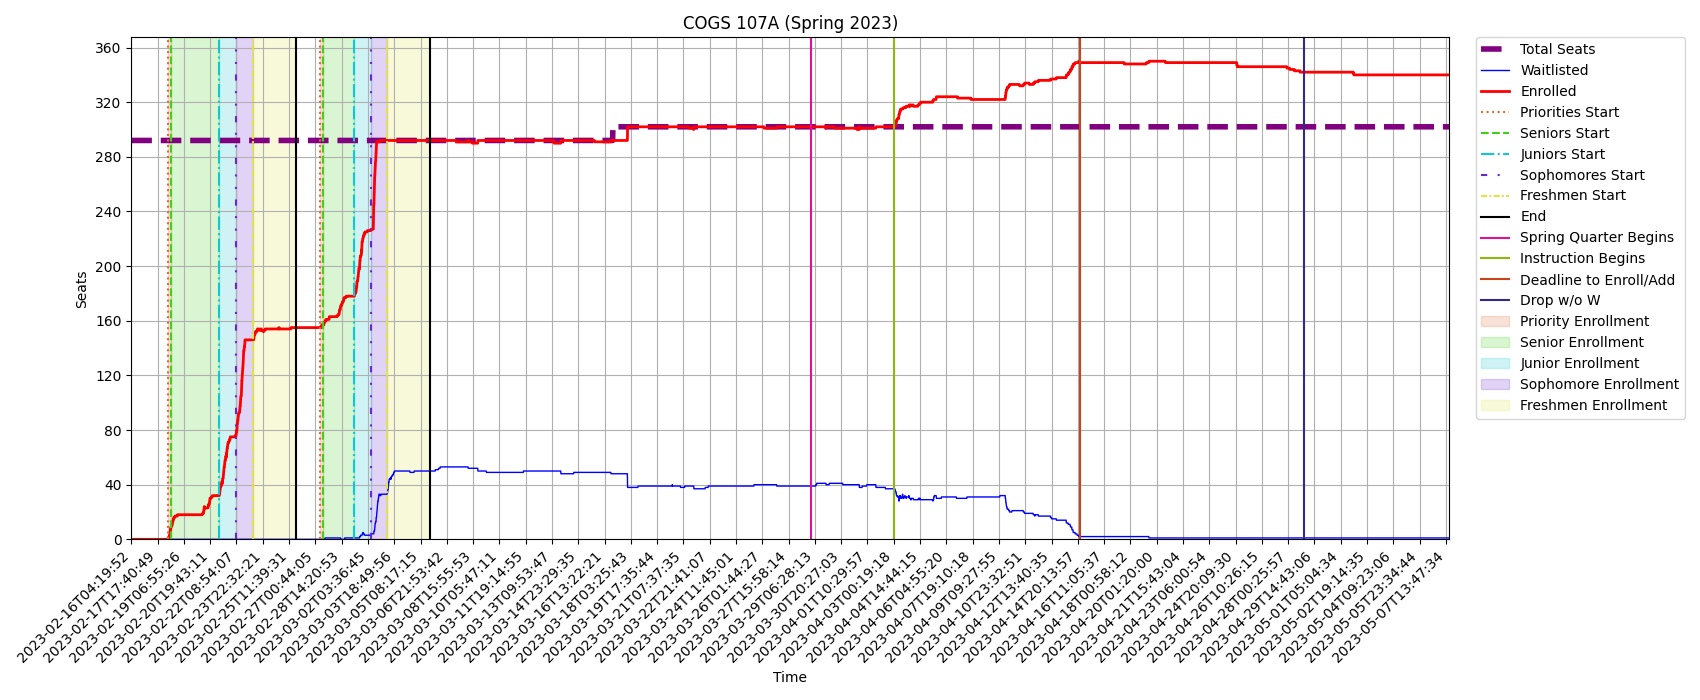 COGS 107A (Spring 2023)
Seats
360
320
280
240
200
160
120
80
40
0
2023-02-16T04:19:52
2023-02-17T17:40:49
2023-02-19T06:55:26
2023-02-20T19:43:11
2023-02-22T08:54:07
2023-02-23T22:32:21
2023-02-25T11:39:31
2023-02-27T00:44:05
2023-02-28T14:20:53
2023-03-02T03:36:45
2023-03-03T18:49:56
2023-03-05T08:17:15
2023-03-06T21:53:42
2023-03-08T15:55:53
2023-03-10T05:47:11
2023-03-11T19:14:55
2023-03-13T09:53:47
2023-03-14T23:29:35
2023-03-16T13:22:21
2023-03-18T03:25:43
2023-03-19T17:35:44
2023-03-21T07:37:35
2023-03-22T21:41:07
2023-03-24T11:45:01
2023-03-26T01:44:27
2023-03-27T15:58:14
2023-03-29T06:28:13
2023-03-30T20:27:03
2023-04-01T10:29:57
2023-04-03T00:19:18
2023-04-04T14:44:15
2023-04-06T04:55:20
2023-04-07T19:10:18
2023-04-09T09:27:55
2023-04-10T23:32:51
2023-04-12T13:40:35
2023-04-14T20:13:57
2023-04-16T11:05:37
2023-04-18T00:58:12
2023-04-20T01:20:00
2023-04-21T15:43:04
2023-04-23T06:00:54
2023-04-24T20:09:30
2023-04-26T10:26:15
2023-04-28T00:25:57
2023-04-29T14:43:06
2023-05-01T05:04:34
2023-05-02T19:14:35
2023-05-04T09:23:06
2023-05-05T23:34:44
2023-05-07T13:47:34
Time
Total Seats
Waitlisted
Enrolled
Priorities Start
Seniors Start
Juniors Start
Sophomores Start
Freshmen Start
End
Spring Quarter Begins
Instruction Begins
Deadline to Enroll/Add
Drop w/o W
Priority Enrollment
Senior Enrollment
Junior Enrollment
Sophomore Enrollment
Freshmen Enrollment